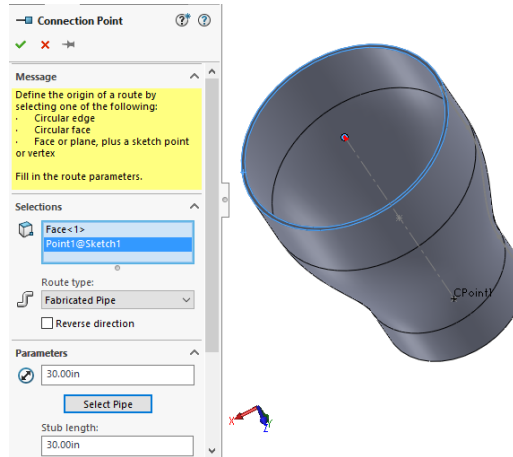 Connection Point
Message
Define the origin of a route by
selecting one of the following:
· Circular edge
· Circular face
· Face or plane, plus a sketch point
or vertex
Fill in the route parameters.
Selections
Face<1>
Point1@Sketch1
Route type:
Fabricated Pipe
Reverse direction
Parameters
30.00in
Select Pipe
Stub length:
30.00in
CPoint1
X
Y
Z